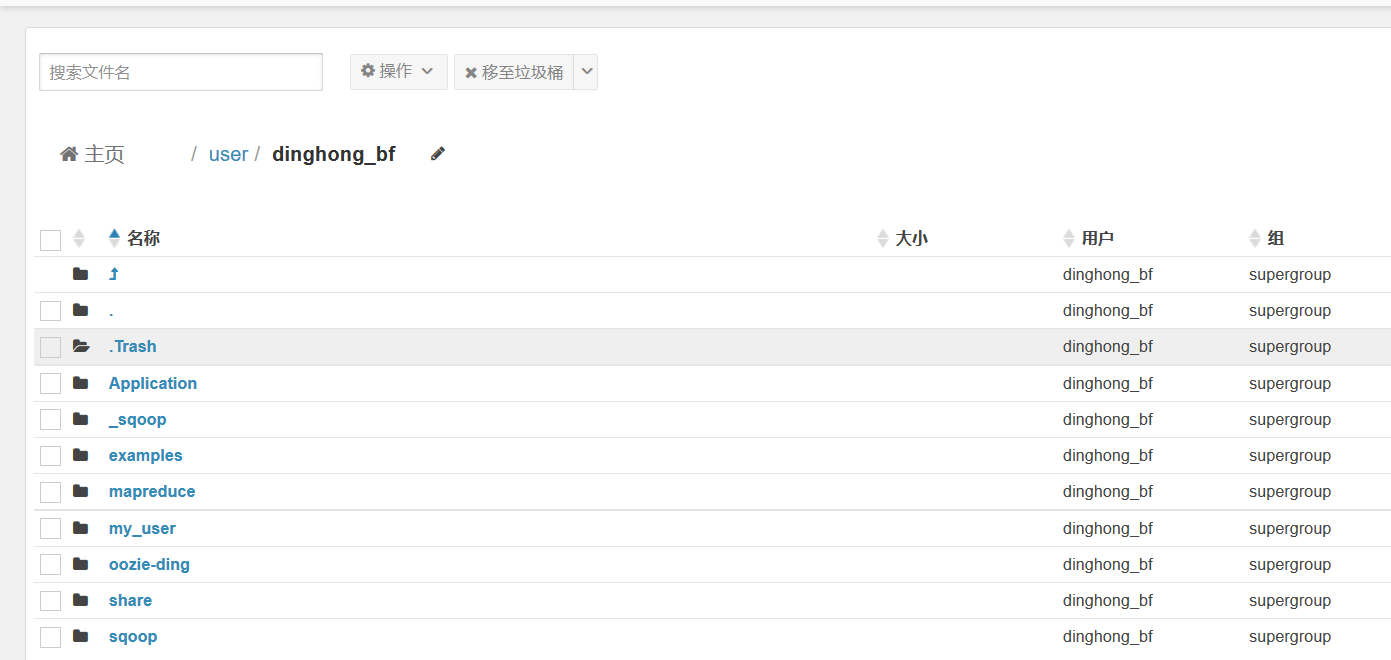 搜索文件名 操作 移至垃圾桶
主页 / user / dinghong_bf
名称 大小 用户 组
dinghong_bf supergroup
. dinghong_bf supergroup
.Trash dinghong_bf supergroup
Application dinghong_bf supergroup
_sqoop dinghong_bf supergroup
examples dinghong_bf supergroup
mapreduce dinghong_bf supergroup
my_user dinghong_bf supergroup
oozie-ding dinghong_bf supergroup
share dinghong_bf supergroup
sqoop dinghong_bf supergroup